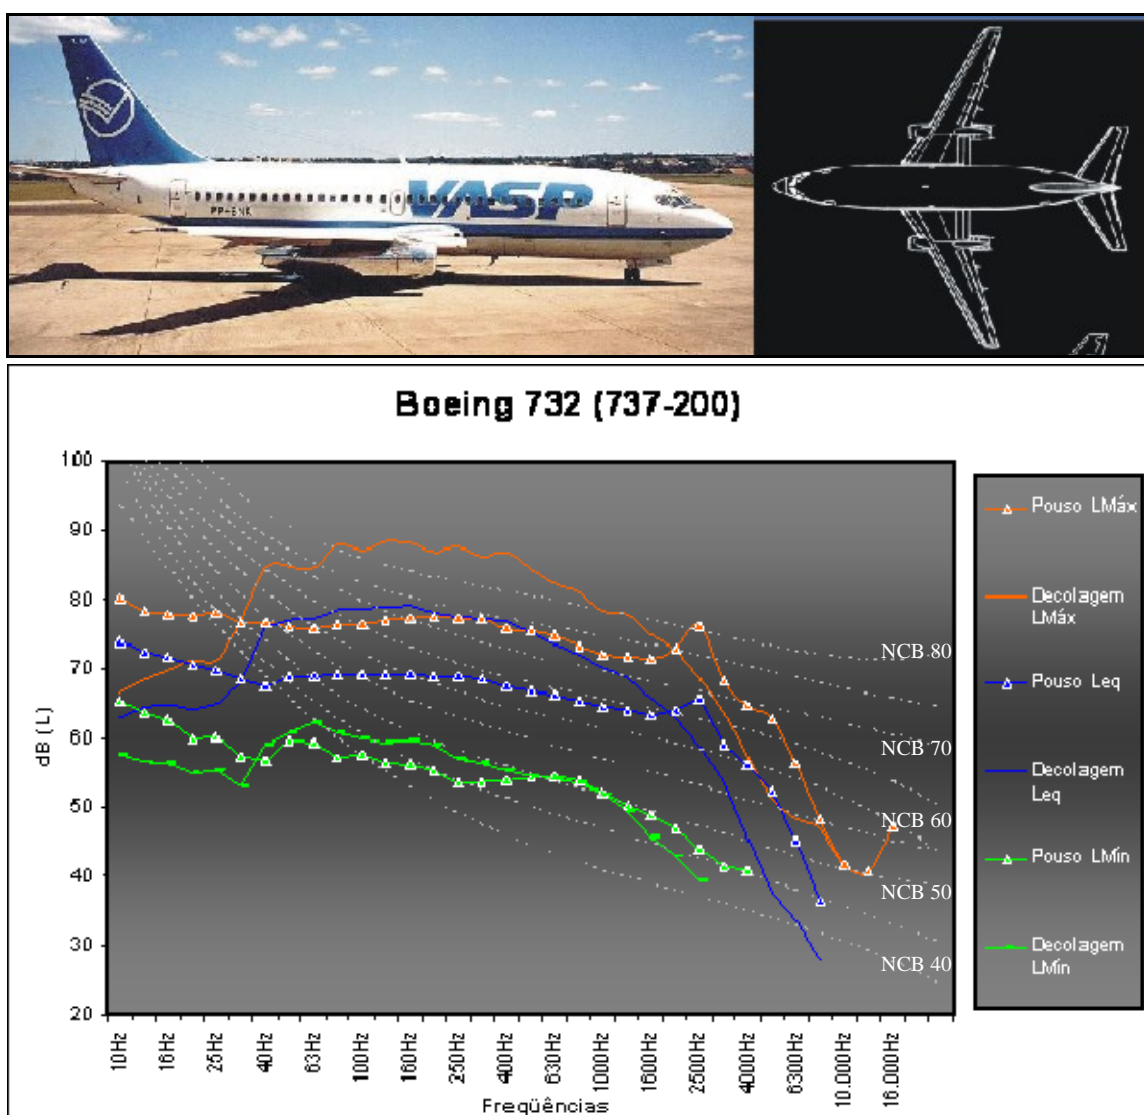 VASP
PP-SNK
Boeing 732 (737-200)
100
90
80
70
60
50
40
30
20
dB (L)
NCB 80
NCB 70
NCB 60
NCB 50
NCB 40
10Hz
16Hz
25Hz
40Hz
63Hz
100Hz
160Hz
250Hz
400Hz
630Hz
1000Hz
1600Hz
2500Hz
4000Hz
6300Hz
10.000Hz
16.000Hz
Freqüências
Pouso LMáx
Decolagem
LMáx
Pouso Leq
Decolagem
Leq
Pouso LMín
Decolagem
LMín